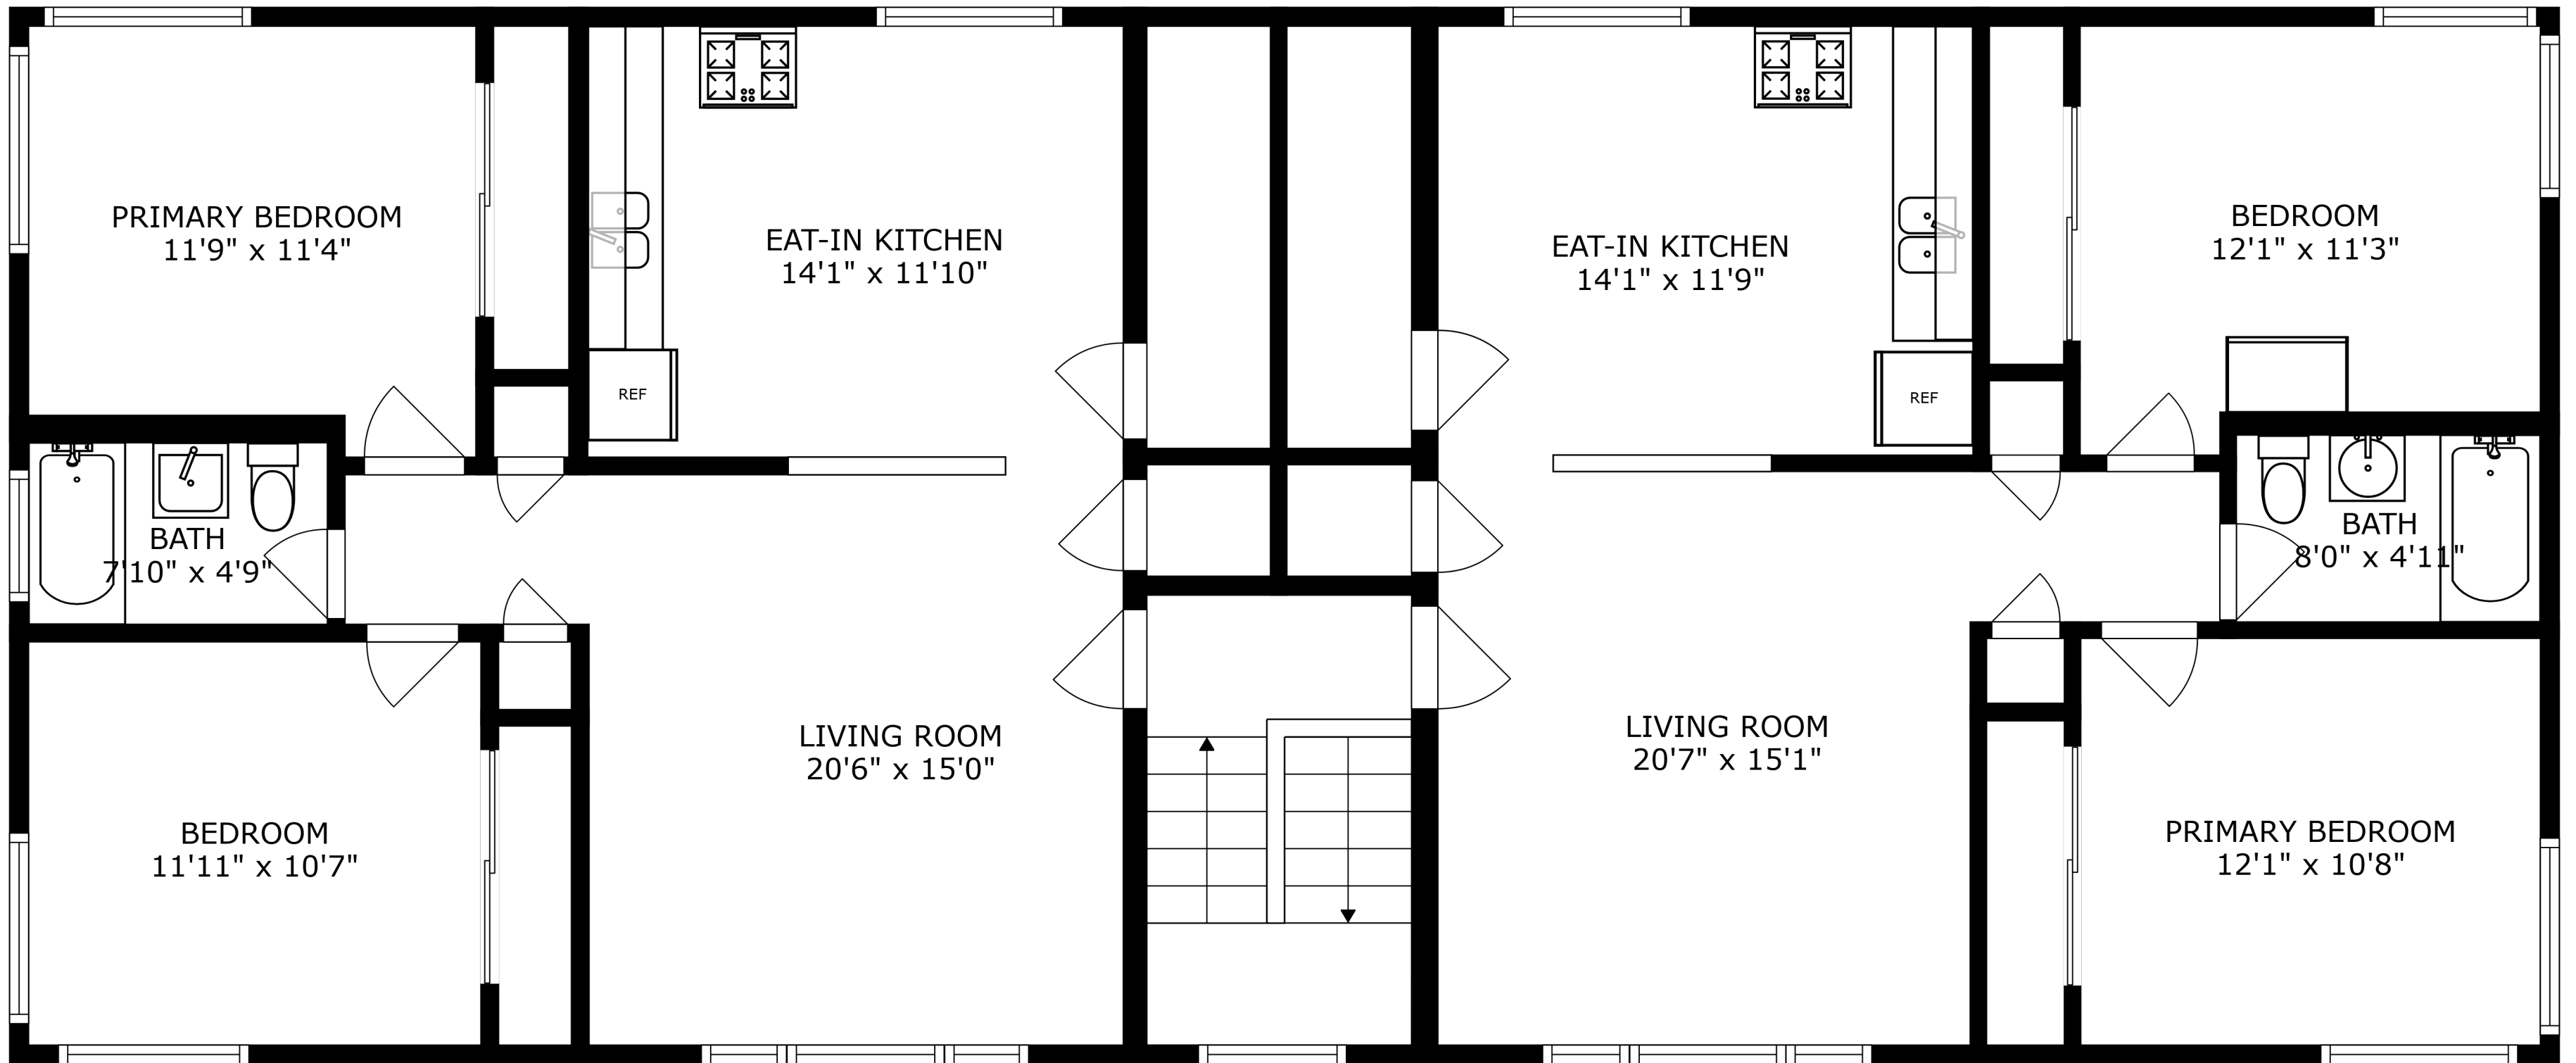 PRIMARY BEDROOM
11'9" x 11'4"
EAT-IN KITCHEN
14'1" x 11'10"
REF
BATH
7'10" x 4'9"
BEDROOM
11'11" x 10'7"
LIVING ROOM
20'6" x 15'0"
EAT-IN KITCHEN
14'1" x 11'9"
REF
BEDROOM
12'1" x 11'3"
BATH
8'0" x 4'11"
LIVING ROOM
20'7" x 15'1"
PRIMARY BEDROOM
12'1" x 10'8"